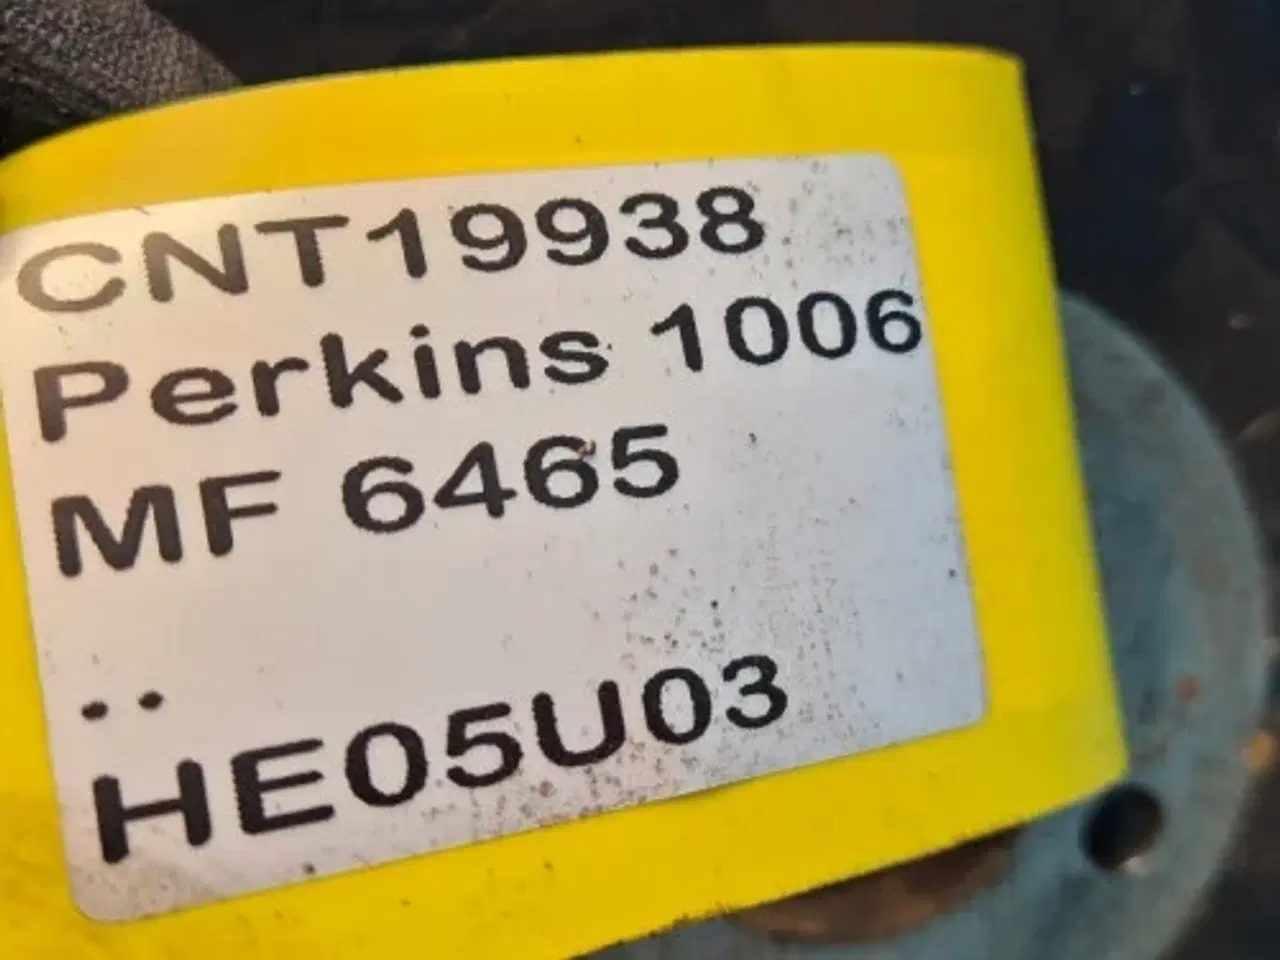 CNT19938
Perkins 1006
MF 6465
..
HE05U03